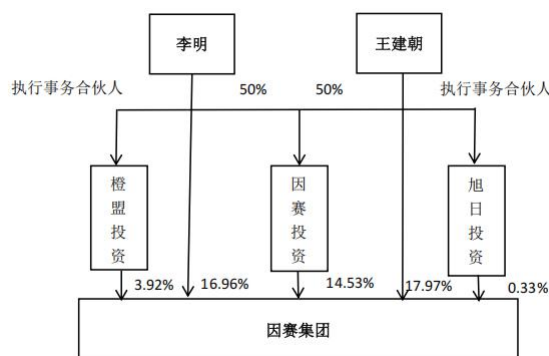 李明
王建朝
执行事务合伙人
50%
50%
执行事务合伙人
橙盟投资
因赛投资
旭日投资
3.92%
16.96%
14.53%
17.97%
0.33%
因赛集团